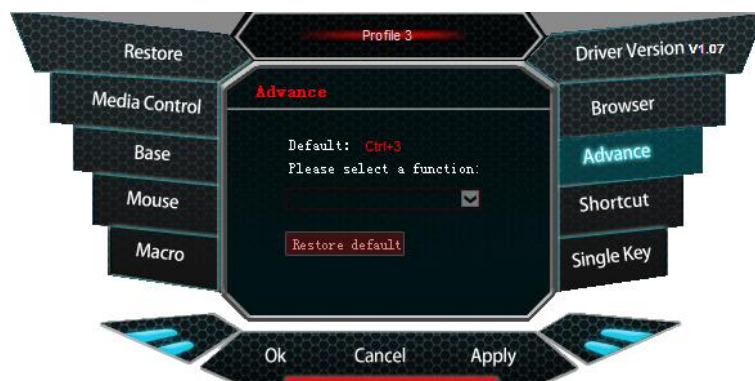 Profile 3
Restore
Media Control
Base
Mouse
Macro
Advance
Default: Ctrl+3
Please select a function:
Restore default
Driver Version V1.07
Browser
Advance
Shortcut
Single Key
Ok
Cancel
Apply